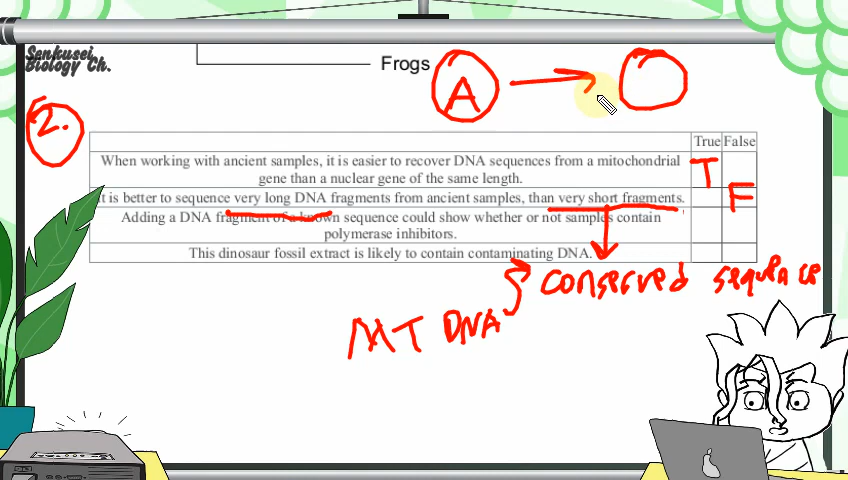 Senkusei
Biology Ch.
Frogs
A
2.
True False
When working with ancient samples, it is easier to recover DNA sequences from a mitochondrial
gene than a nuclear gene of the same length.
T
It is better to sequence very long DNA fragments from ancient samples, than very short fragments.
F
Adding a DNA fragment of a known sequence could show whether or not samples contain
polymerase inhibitors.
This dinosaur fossil extract is likely to contain contaminating DNA.
conserved sequence
MT DNA